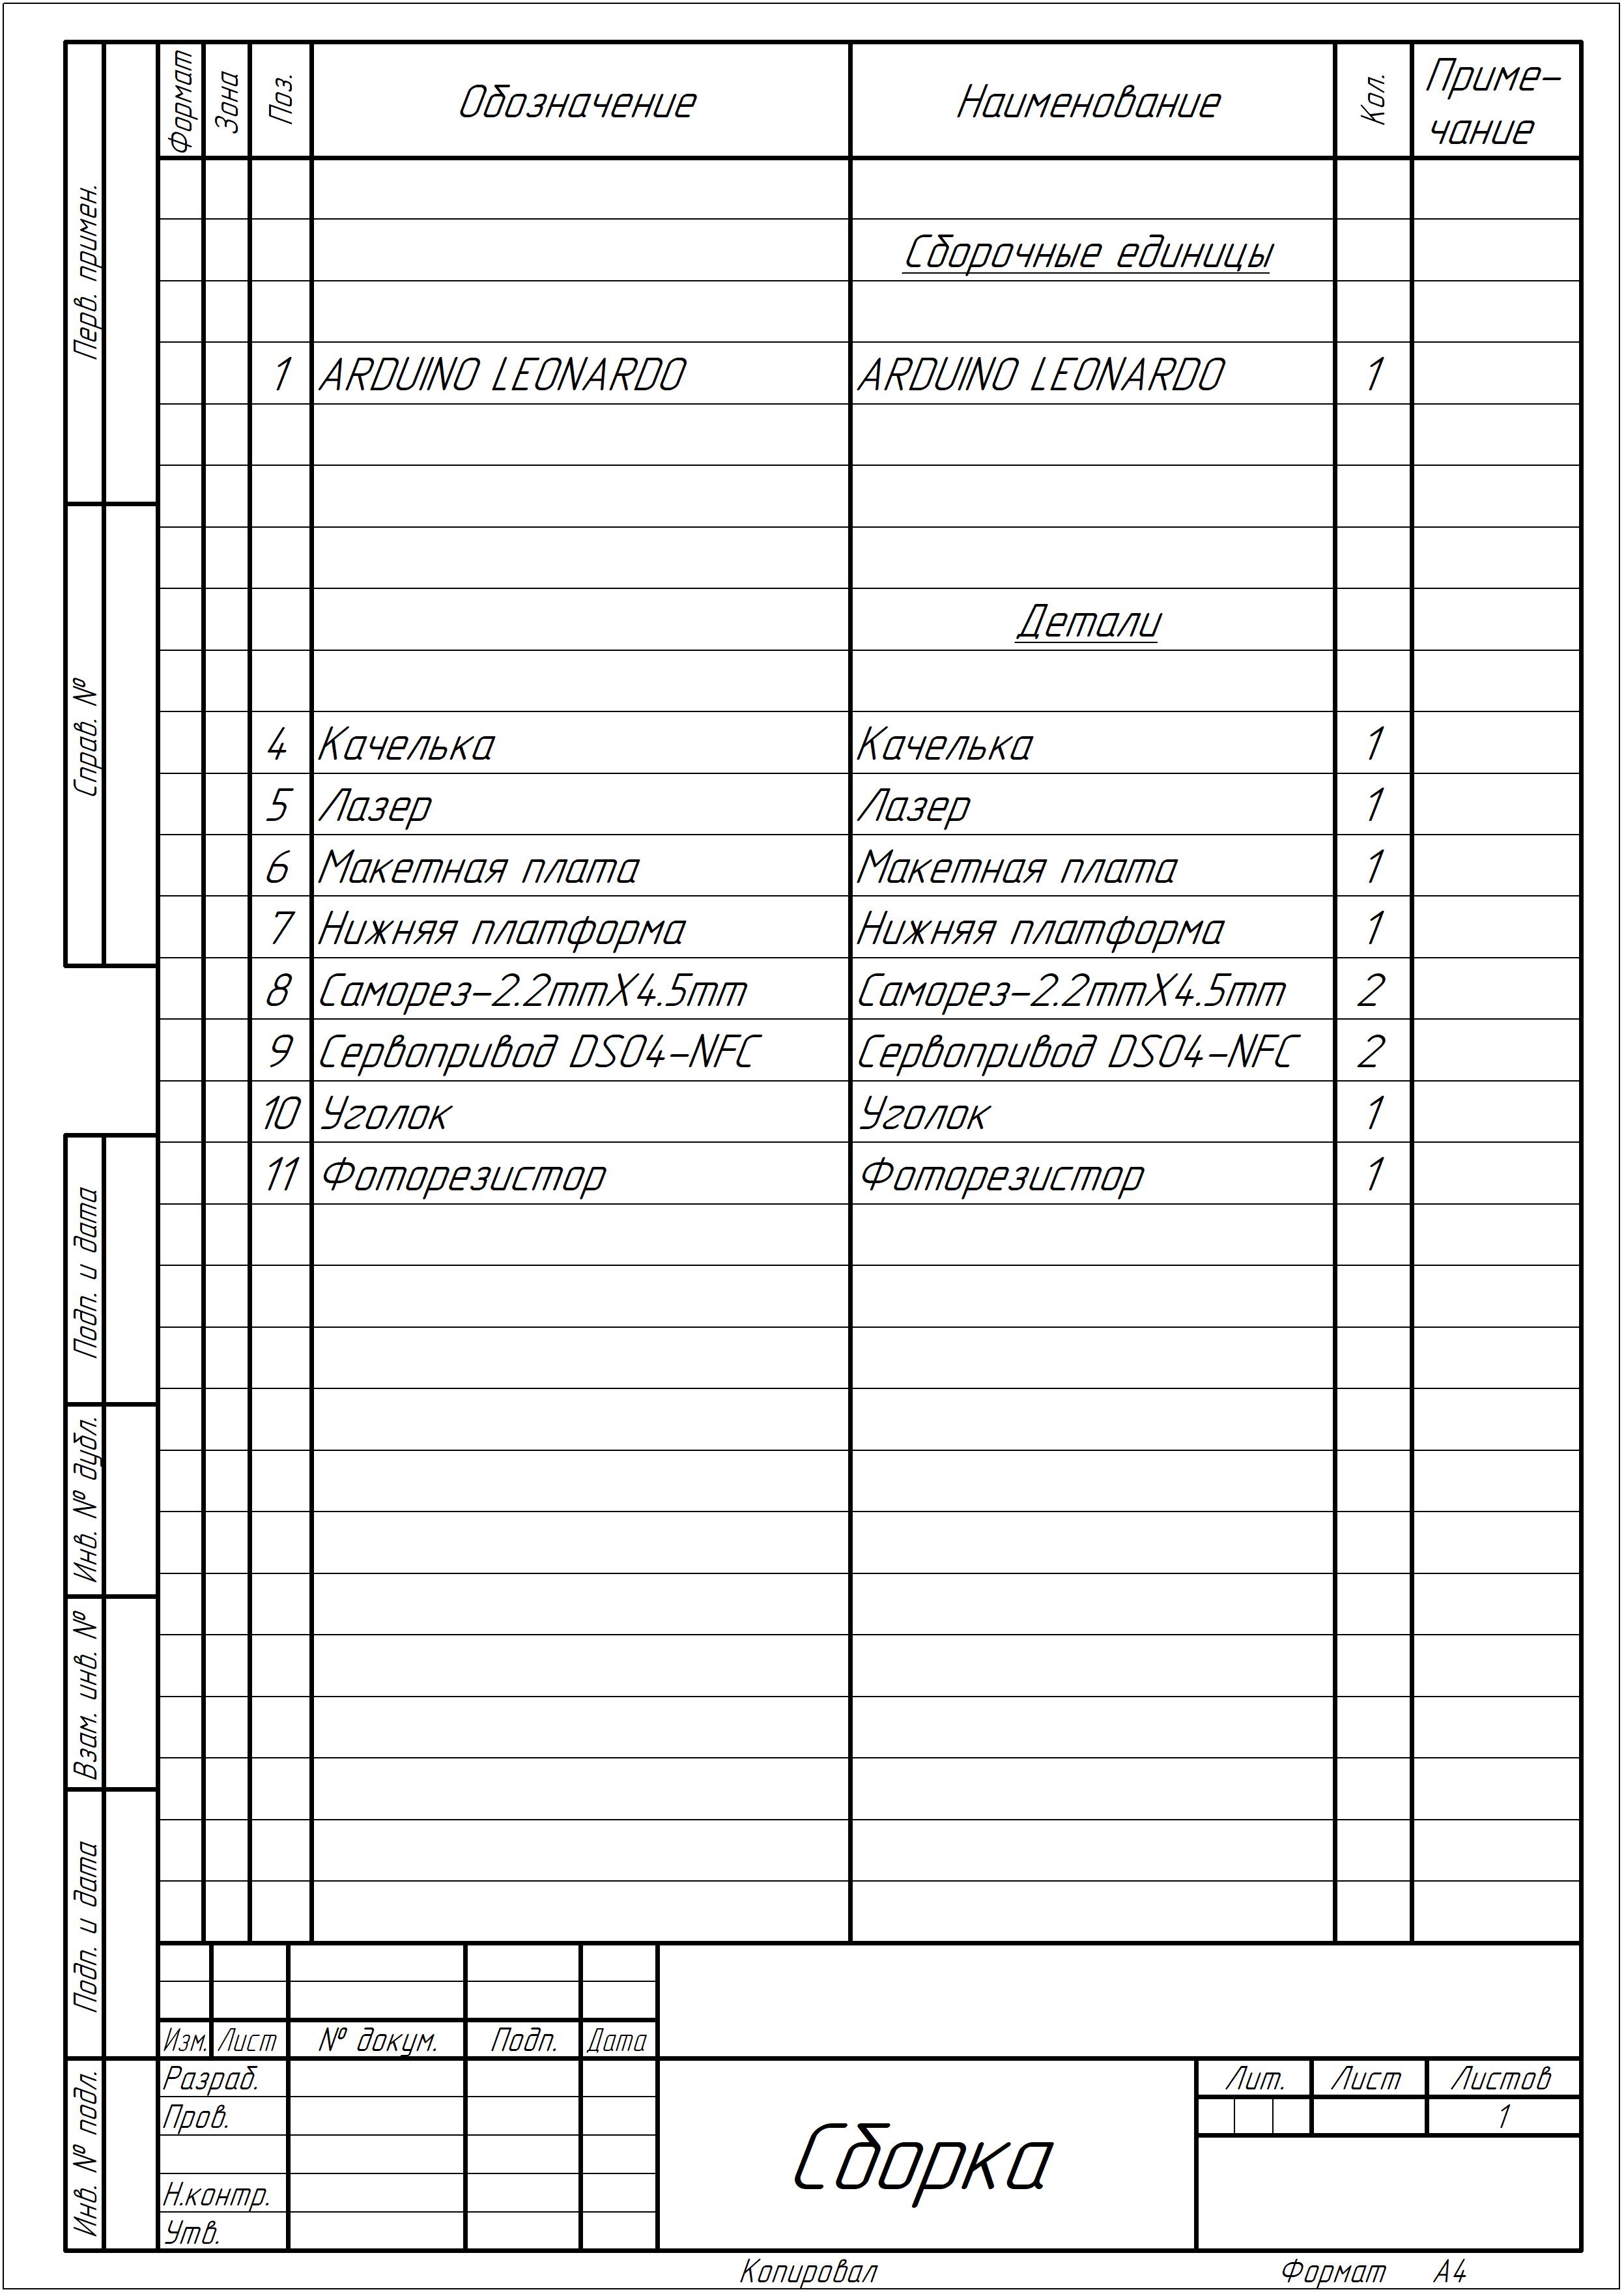 Формат
Зона
Поз.
Обозначение
Наименование
Кол.
Приме-
чание
Сборочные единицы
1 ARDUINO LEONARDO ARDUINO LEONARDO 1
Детали
4 Качелька Качелька 1
5 Лазер Лазер 1
6 Макетная плата Макетная плата 1
7 Нижняя платформа Нижняя платформа 1
8 Саморез-2.2mmX4.5mm Саморез-2.2mmX4.5mm 2
9 Сервопривод DS04-NFC Сервопривод DS04-NFC 2
10 Уголок Уголок 1
11 Фоторезистор Фоторезистор 1
Перв. примен.
Справ. №
Подп. и дата
Инв. № дубл.
Взам. инв. №
Подп. и дата
Инв. № подл.
Изм. Лист № докум. Подп. Дата
Разраб.
Пров.
Н.контр.
Утв.
Сборка
Лит. Лист Листов
1
Копировал Формат А4